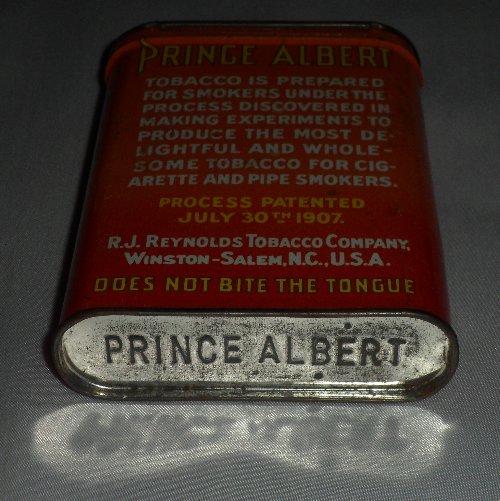 PRINCE ALBERT
TOBACCO IS PREPARED
FOR SMOKERS UNDER THE
PROCESS DISCOVERED IN
MAKING EXPERIMENTS TO
PRODUCE THE MOST DE-
LIGHTFUL AND WHOLE-
SOME TOBACCO FOR CIG-
ARETTE AND PIPE SMOKERS.
PROCESS PATENTED
JULY 30TH 1907.
R.J. REYNOLDS TOBACCO COMPANY,
WINSTON-SALEM, N.C., U.S.A.
DOES NOT BITE THE TONGUE
PRINCE ALBERT